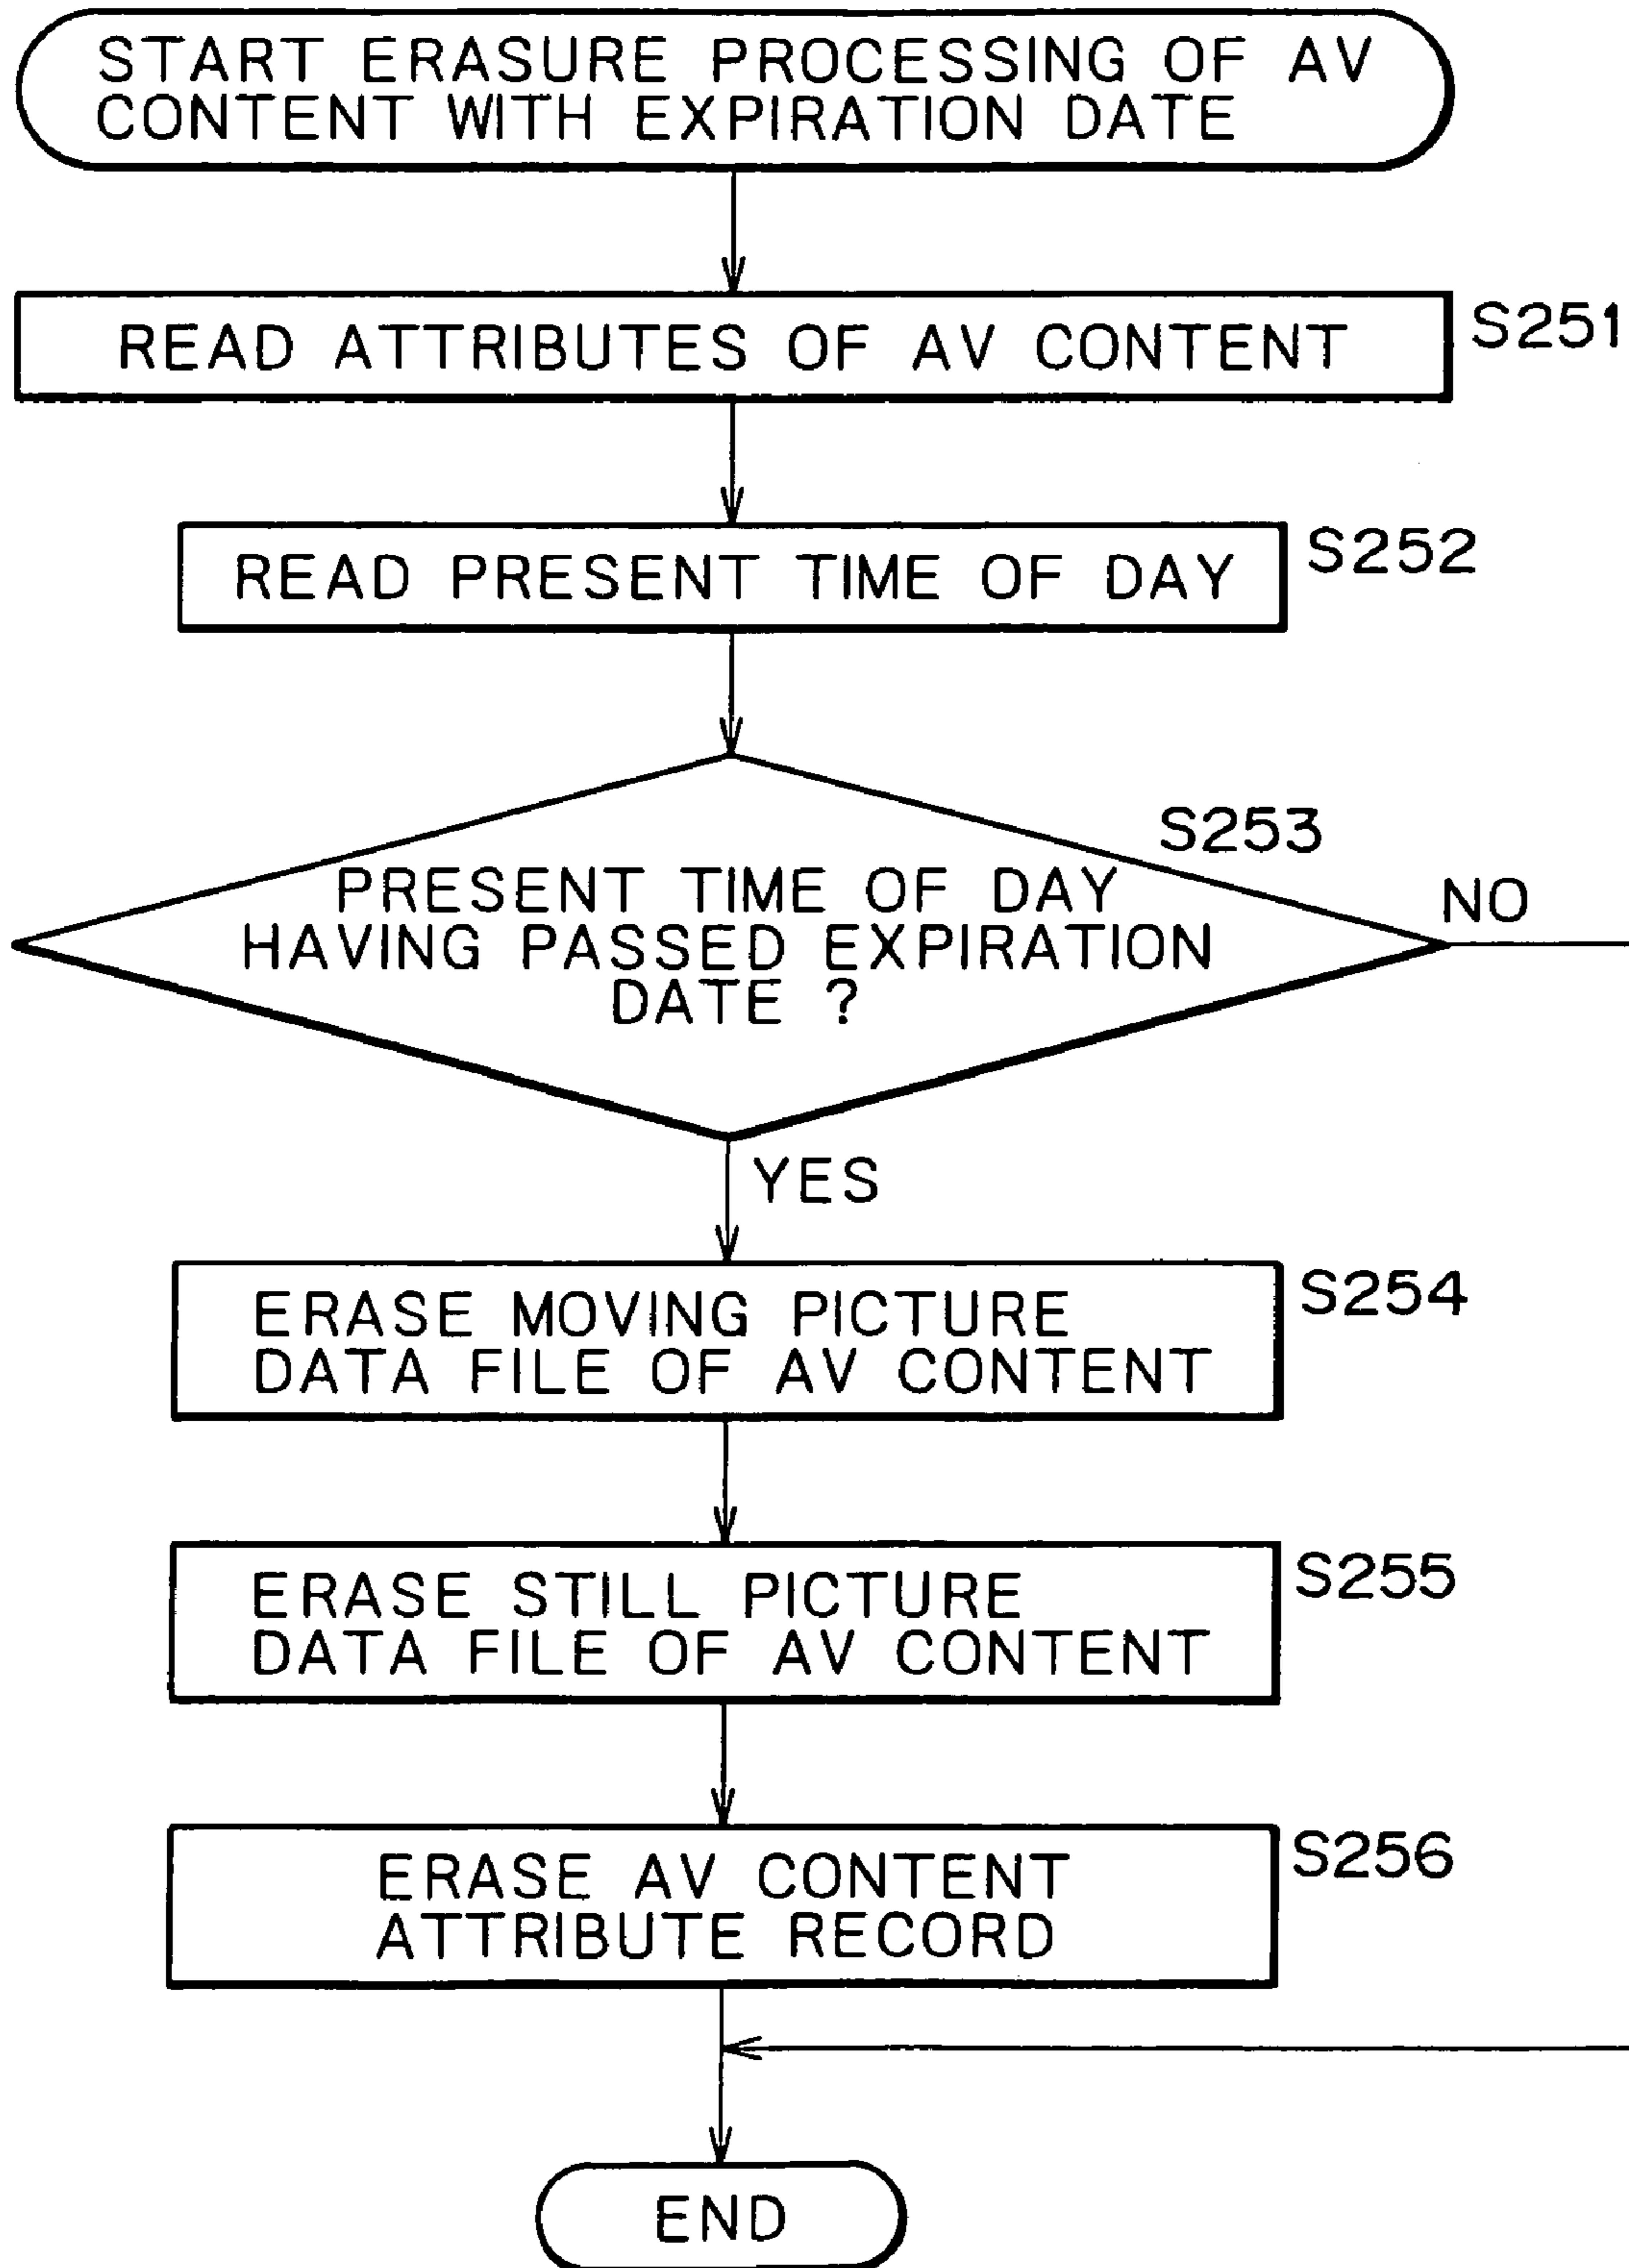 START ERASURE PROCESSING OF AV
CONTENT WITH EXPIRATION DATE
READ ATTRIBUTES OF AV CONTENT
S251
READ PRESENT TIME OF DAY
S252
S253
PRESENT TIME OF DAY
HAVING PASSED EXPIRATION
DATE ?
NO
YES
ERASE MOVING PICTURE
DATA FILE OF AV CONTENT
S254
ERASE STILL PICTURE
DATA FILE OF AV CONTENT
S255
ERASE AV CONTENT
ATTRIBUTE RECORD
S256
END